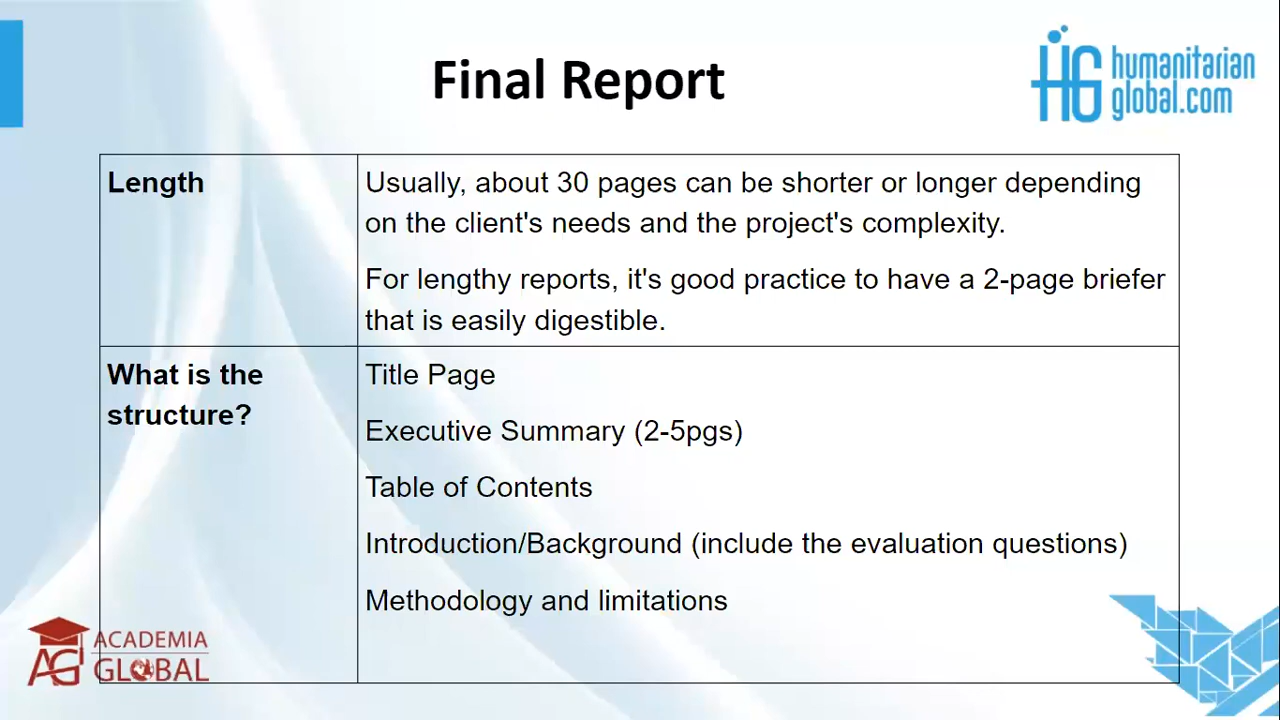 Final Report
humanitarian
global.com
Length
Usually, about 30 pages can be shorter or longer depending
on the client's needs and the project's complexity.
For lengthy reports, it's good practice to have a 2-page briefer
that is easily digestible.
What is the
structure?
Title Page
Executive Summary (2-5pgs)
Table of Contents
Introduction/Background (include the evaluation questions)
Methodology and limitations
AG
ACADEMIA
GLOBAL